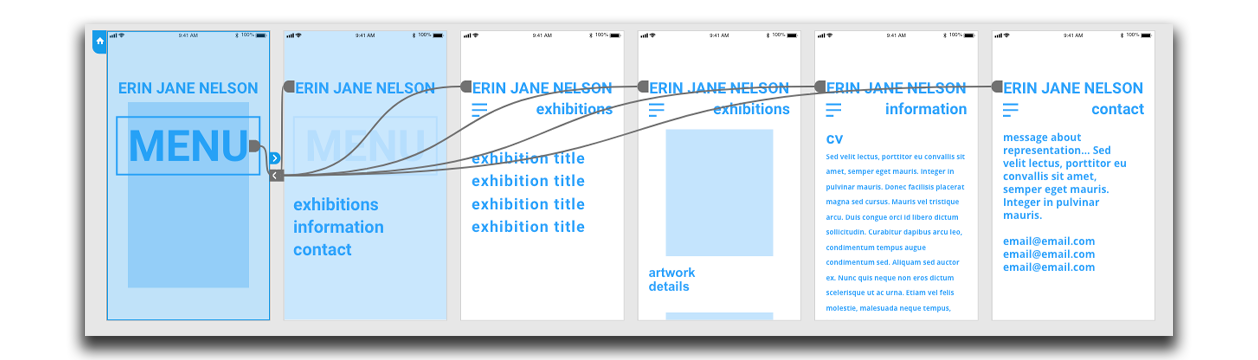 9:41 AM 100%
ERIN JANE NELSON
MENU
9:41 AM 100%
ERIN JANE NELSON
MENU
exhibitions
information
contact
9:41 AM 100%
ERIN JANE NELSON
exhibitions
exhibition title
exhibition title
exhibition title
exhibition title
9:41 AM 100%
ERIN JANE NELSON
exhibitions
artwork
details
9:41 AM 100%
ERIN JANE NELSON
information
cv
Sed velit lectus, porttitor eu convallis sit
amet, semper eget mauris. Integer in
pulvinar mauris. Donec facilisis placerat
magna sed cursus. Mauris vel tristique
arcu. Duis congue orci id libero dictum
sollicitudin. Curabitur dapibus arcu leo,
condimentum tempus augue
condimentum sed. Aliquam sed auctor
ex. Nunc quis neque non eros dictum
scelerisque ut ac urna. Etiam vel felis
molestie, malesuada neque tempus,
9:41 AM 100%
ERIN JANE NELSON
contact
message about
representation... Sed
velit lectus, porttitor eu
convallis sit amet,
semper eget mauris.
Integer in pulvinar
mauris.
email@email.com
email@email.com
email@email.com